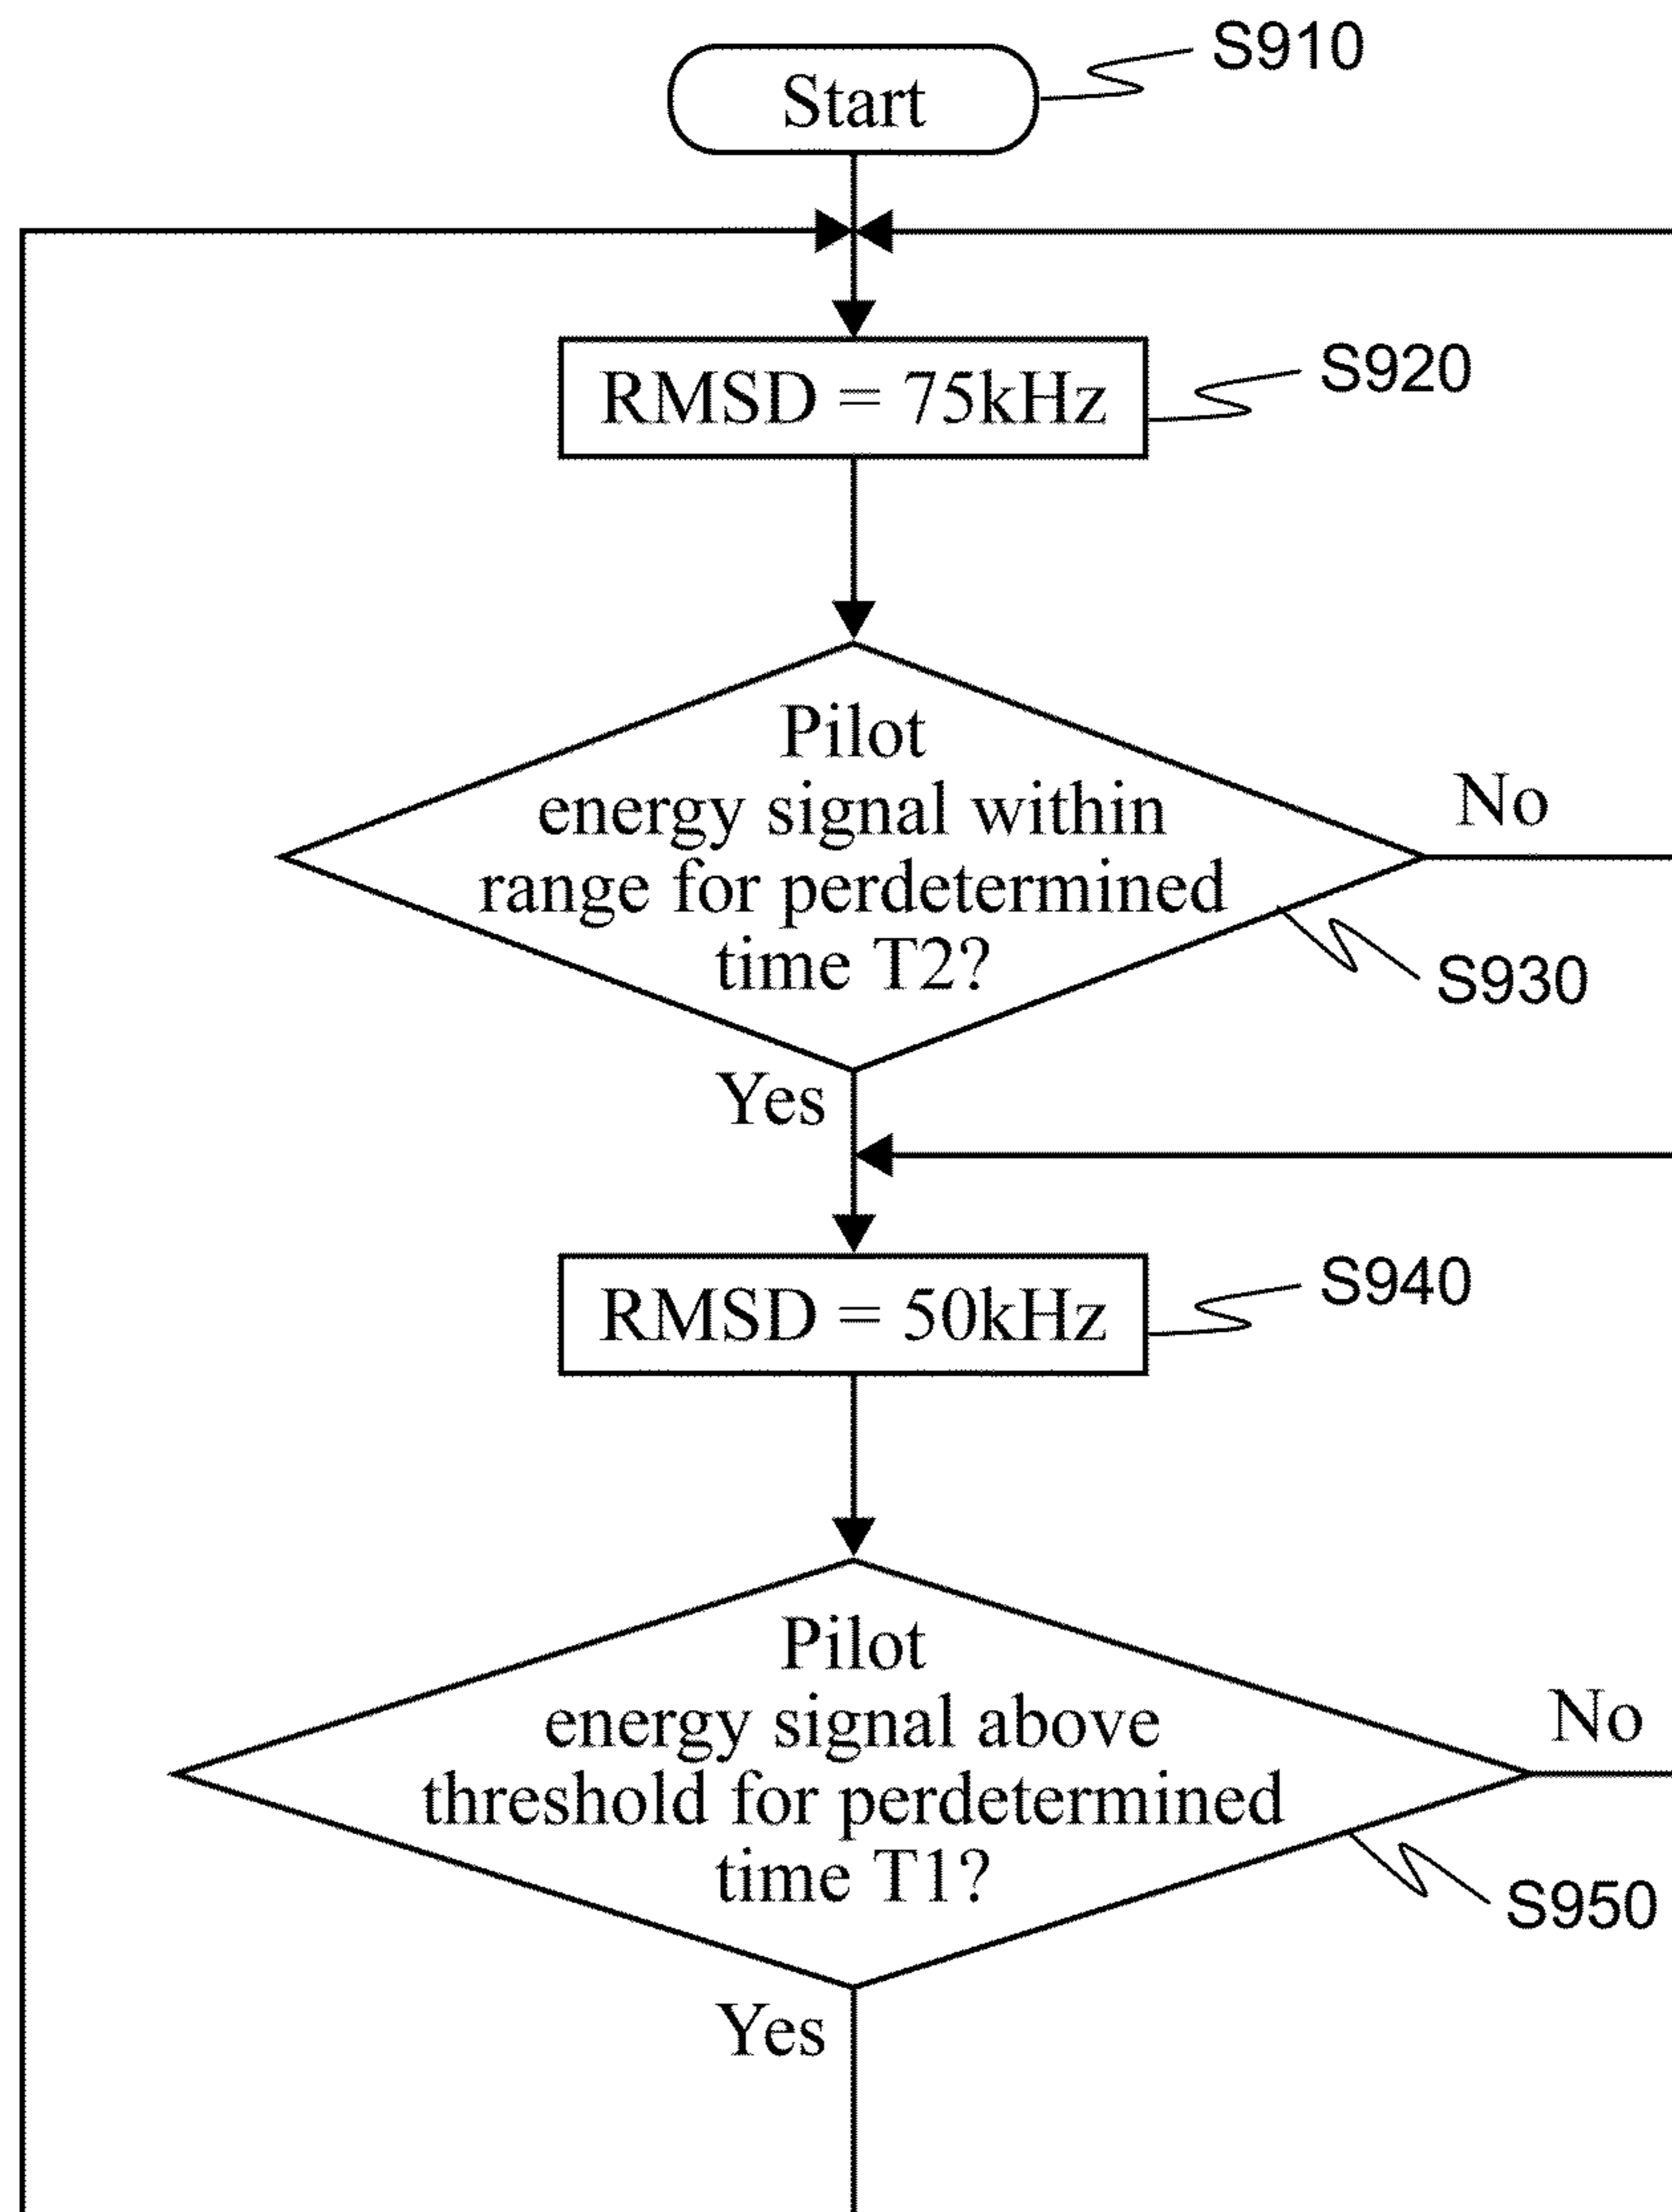 Start
S910
RMSD = 75kHz
S920
Pilot
energy signal within
range for perdetermined
time T2?
No
S930
Yes
RMSD = 50kHz
S940
Pilot
energy signal above
threshold for perdetermined
time T1?
No
S950
Yes